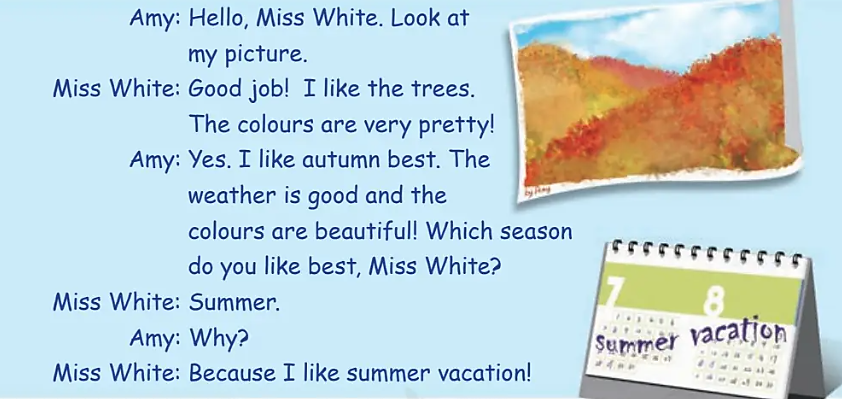 Amy: Hello, Miss White. Look at
my picture.
Miss White: Good job! I like the trees.
The colours are very pretty!
Amy: Yes. I like autumn best. The
weather is good and the
colours are beautiful! Which season
do you like best, Miss White?
Miss White: Summer.
Amy: Why?
Miss White: Because I like summer vacation!
by Amy
7 8
summer vacation